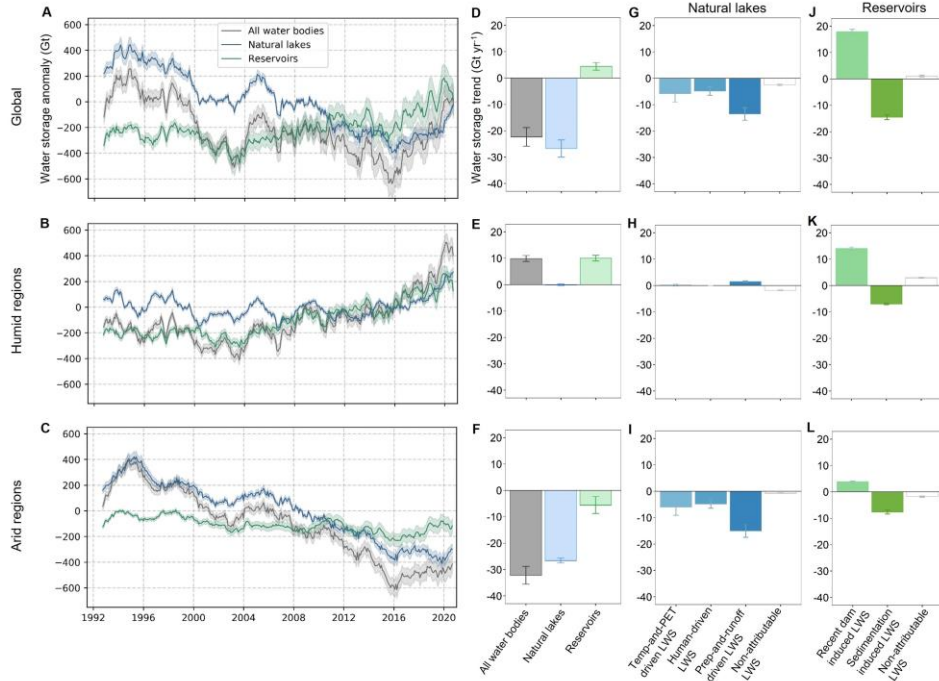 Natural lakes
Reservoirs
A
D
G
J
All water bodies
Natural lakes
Reservoirs
Global
Water storage anomaly (Gt)
600
400
200
0
−200
−400
−600
Water storage trend (Gt yr⁻¹)
20
10
0
-10
-20
-30
-40
20
10
0
-10
-20
-30
-40
20
10
0
-10
-20
-30
-40
B
E
H
K
Humid regions
600
400
200
0
−200
−400
−600
20
10
0
-10
-20
-30
-40
20
10
0
-10
-20
-30
-40
20
10
0
-10
-20
-30
-40
C
F
I
L
Arid regions
600
400
200
0
−200
−400
−600
20
10
0
-10
-20
-30
-40
20
10
0
-10
-20
-30
-40
20
10
0
-10
-20
-30
-40
1992 1996 2000 2004 2008 2012 2016 2020
All water bodies
Natural lakes
Reservoirs
Temp-and-PET
driven LWS
Human-driven
LWS
Prep-and-runoff
driven LWS
Non-attributable
LWS
Recent dam
induced LWS
Sedimentation
induced LWS
Non-attributable
LWS